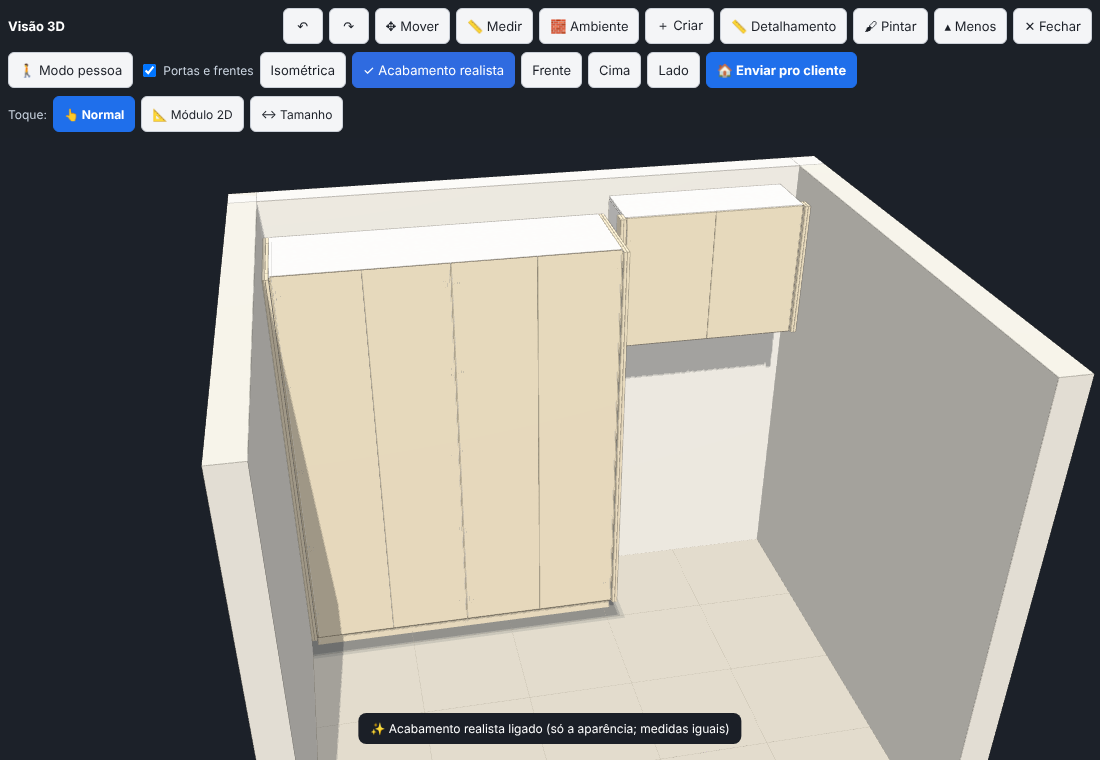 Visão 3D
↶ ↷ ✥ Mover 📏 Medir 🧱 Ambiente + Criar 📏 Detalhamento 🖌 Pintar ▴ Menos ✕ Fechar
🚶 Modo pessoa Portas e frentes Isométrica ✓ Acabamento realista Frente Cima Lado 🏠 Enviar pro cliente
Toque: 👆 Normal 📐 Módulo 2D ↔ Tamanho
✨ Acabamento realista ligado (só a aparência; medidas iguais)